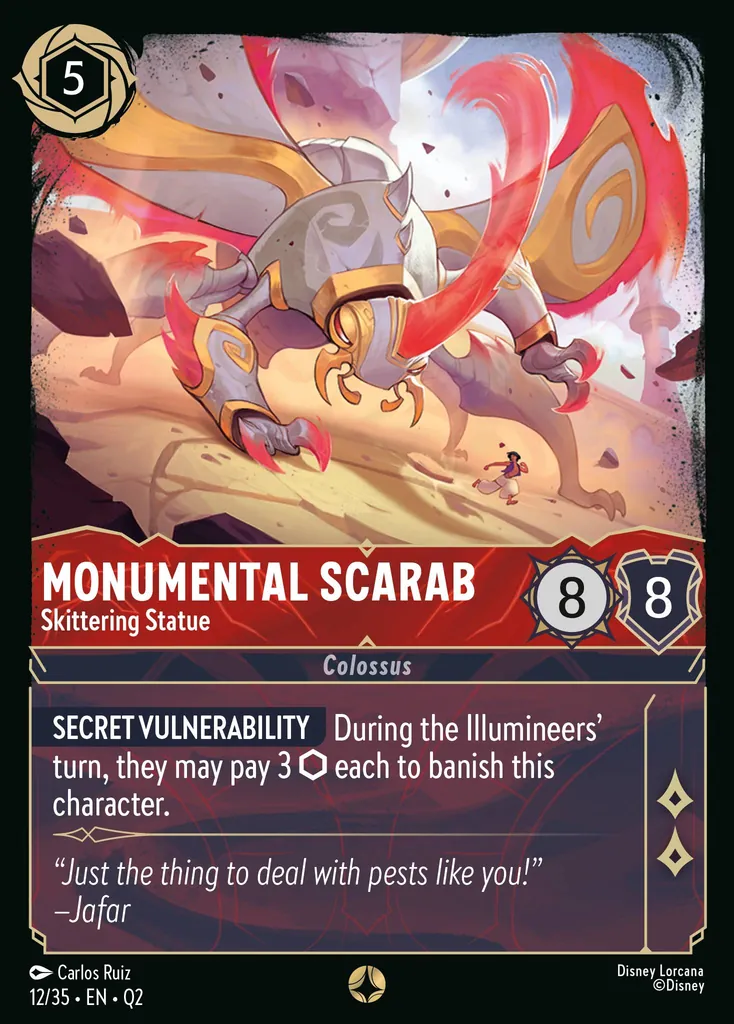 5
MONUMENTAL SCARAB
Skittering Statue
8
8
Colossus
SECRET VULNERABILITY During the Illumineers’
turn, they may pay 3 ⬡ each to banish this
character.
“Just the thing to deal with pests like you!”
–Jafar
Carlos Ruiz
12/35 • EN • Q2
Disney Lorcana
©Disney